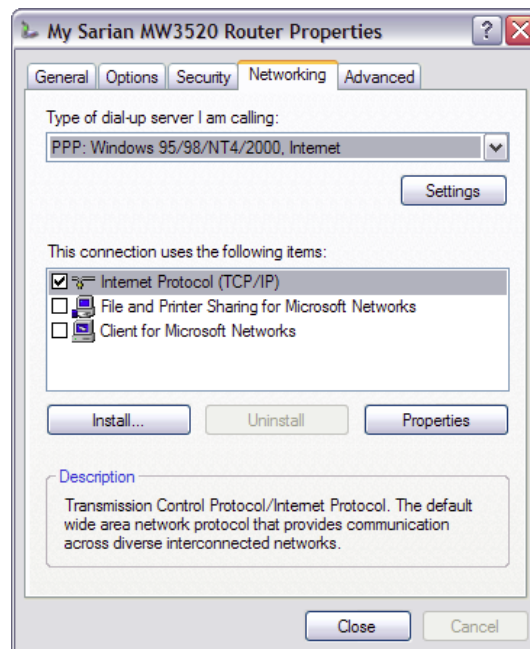 My Sarian MW3520 Router Properties
General Options Security Networking Advanced
Type of dial-up server I am calling:
PPP: Windows 95/98/NT4/2000, Internet
Settings
This connection uses the following items:
Internet Protocol (TCP/IP)
File and Printer Sharing for Microsoft Networks
Client for Microsoft Networks
Install... Uninstall Properties
Description
Transmission Control Protocol/Internet Protocol. The default
wide area network protocol that provides communication
across diverse interconnected networks.
Close Cancel